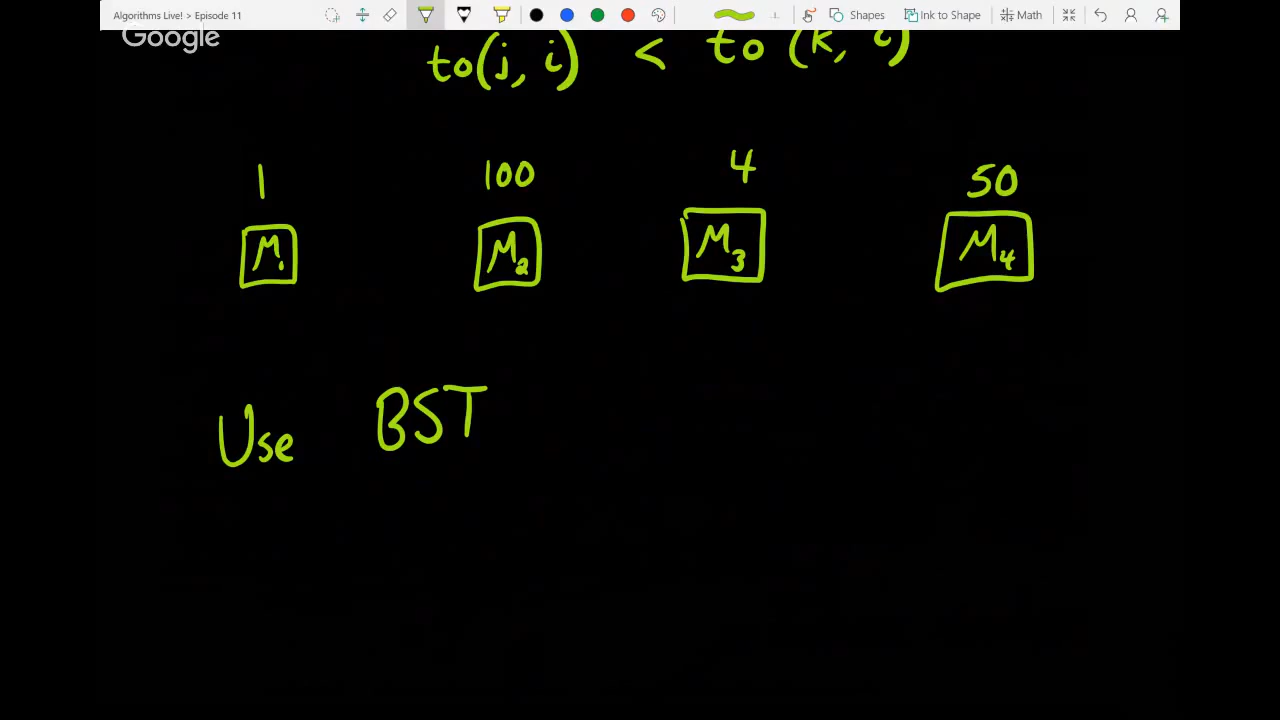 Algorithms Live! > Episode 11
Shapes
Ink to Shape
Math
Google
to(j, i) < to (k, i)
1 100 4 50
M1 M2 M3 M4
Use BST